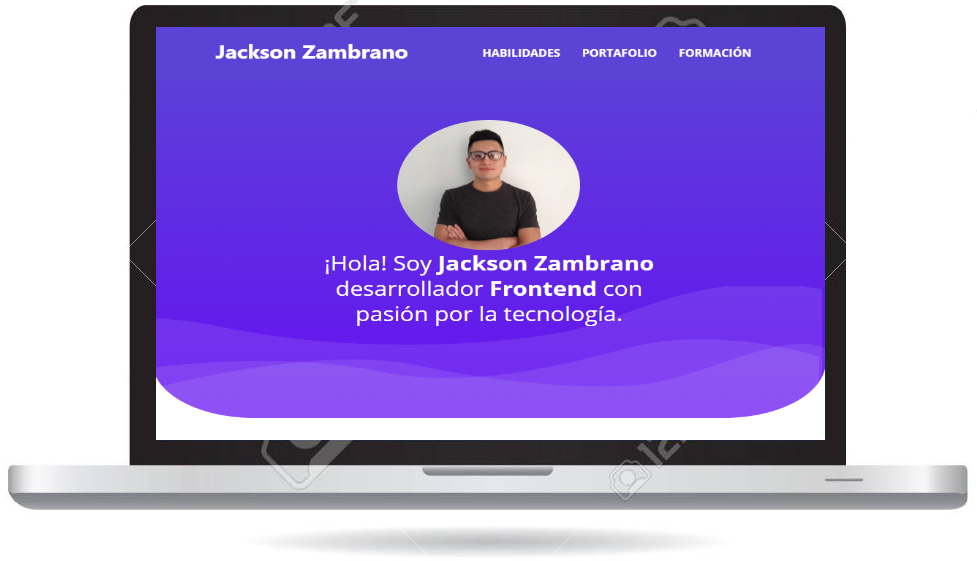 Jackson Zambrano
HABILIDADES PORTAFOLIO FORMACIÓN
¡Hola! Soy Jackson Zambrano
desarrollador Frontend con
pasión por la tecnología.